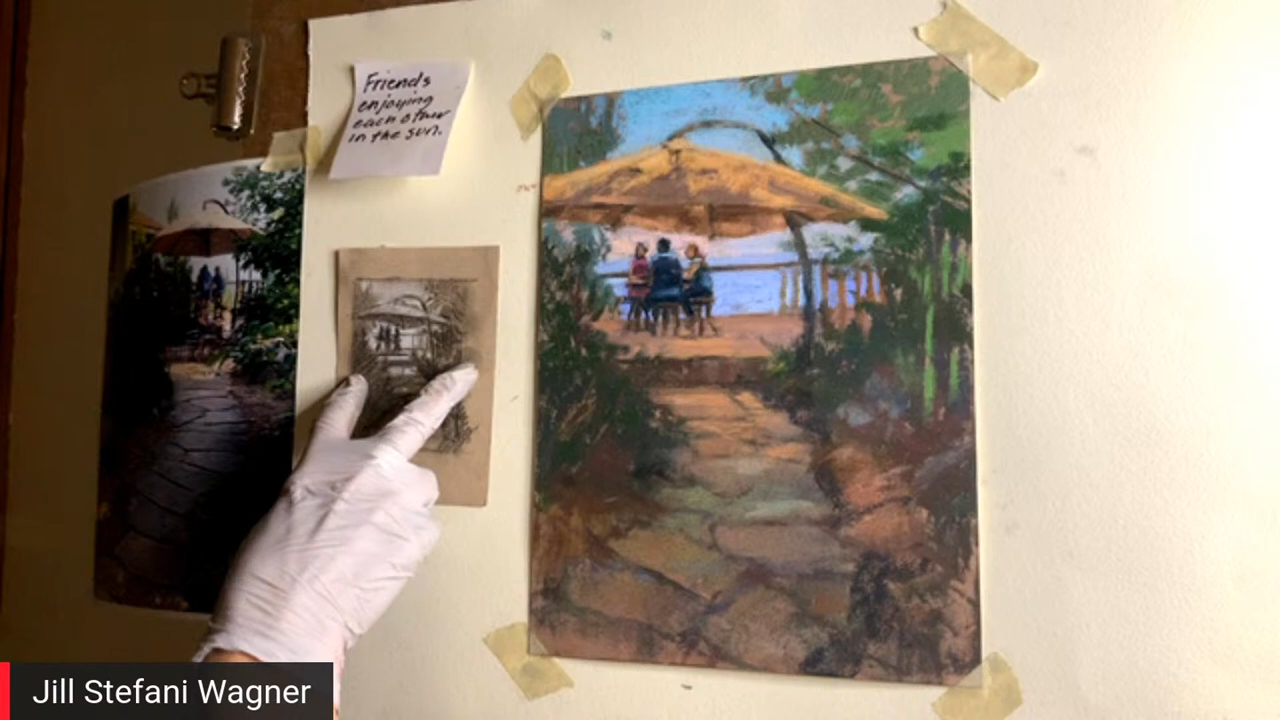 Friends
enjoying
each other
in the sun.
Jill Stefani Wagner